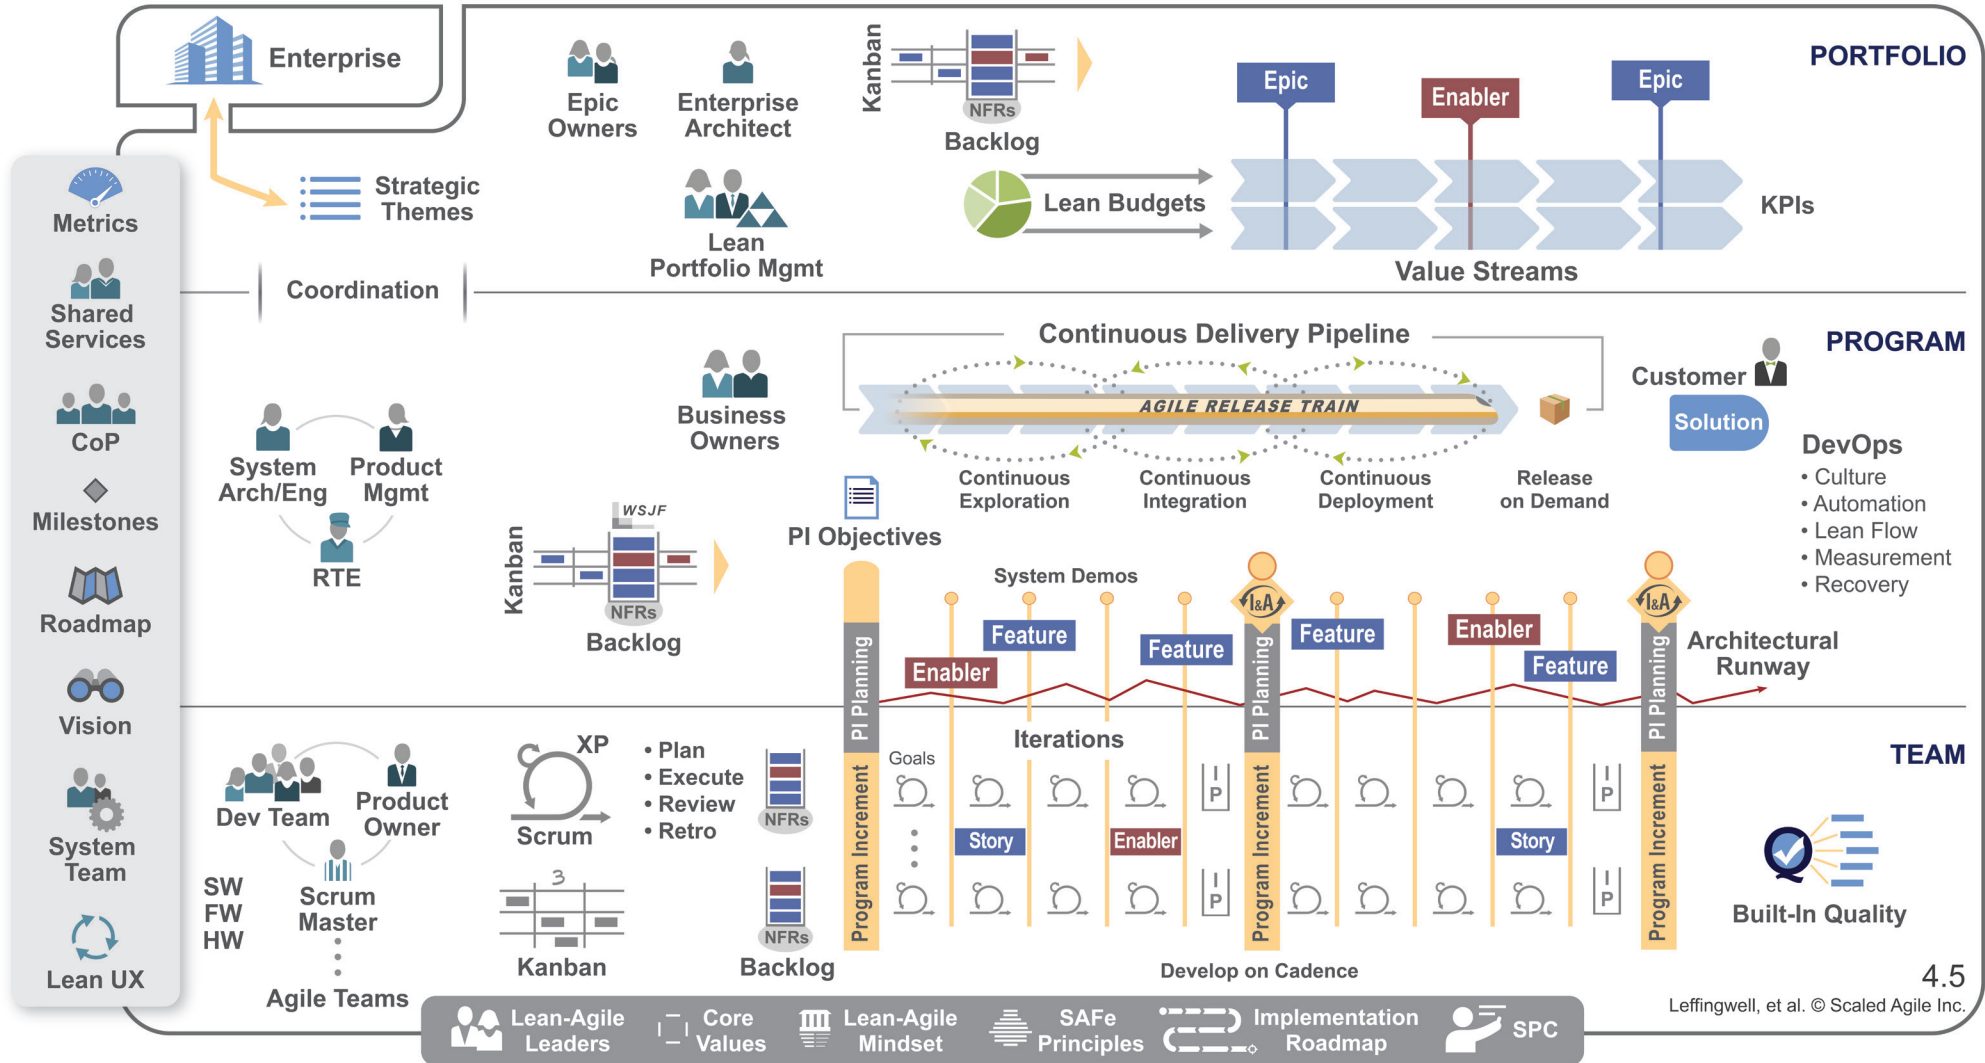 Enterprise
Strategic
Themes
Epic
Owners
Enterprise
Architect
Lean
Portfolio Mgmt
Kanban
NFRs
Backlog
Lean Budgets
Epic
Enabler
Epic
Value Streams
KPIs
PORTFOLIO
Metrics
Shared
Services
CoP
Milestones
Roadmap
Vision
System
Team
Lean UX
Coordination
PROGRAM
System
Arch/Eng
Product
Mgmt
RTE
Business
Owners
Kanban
WSJF
NFRs
Backlog
PI Objectives
Continuous Delivery Pipeline
AGILE RELEASE TRAIN
Continuous
Exploration
Continuous
Integration
Continuous
Deployment
Release
on Demand
Customer
Solution
DevOps
• Culture
• Automation
• Lean Flow
• Measurement
• Recovery
System Demos
Enabler
Feature
Feature
I&A
Feature
Enabler
Feature
I&A
Architectural
Runway
PI Planning
PI Planning
PI Planning
TEAM
Dev Team
Product
Owner
Scrum
Master
SW
FW
HW
Agile Teams
XP
Scrum
• Plan
• Execute
• Review
• Retro
3
Kanban
NFRs
NFRs
Backlog
Program Increment
Goals
Iterations
Story
Enabler
I
P
I
P
Program Increment
Story
I
P
I
P
Program Increment
Develop on Cadence
Built-In Quality
4.5
Leffingwell, et al. © Scaled Agile Inc.
Lean-Agile
Leaders
Core
Values
Lean-Agile
Mindset
SAFe
Principles
Implementation
Roadmap
SPC